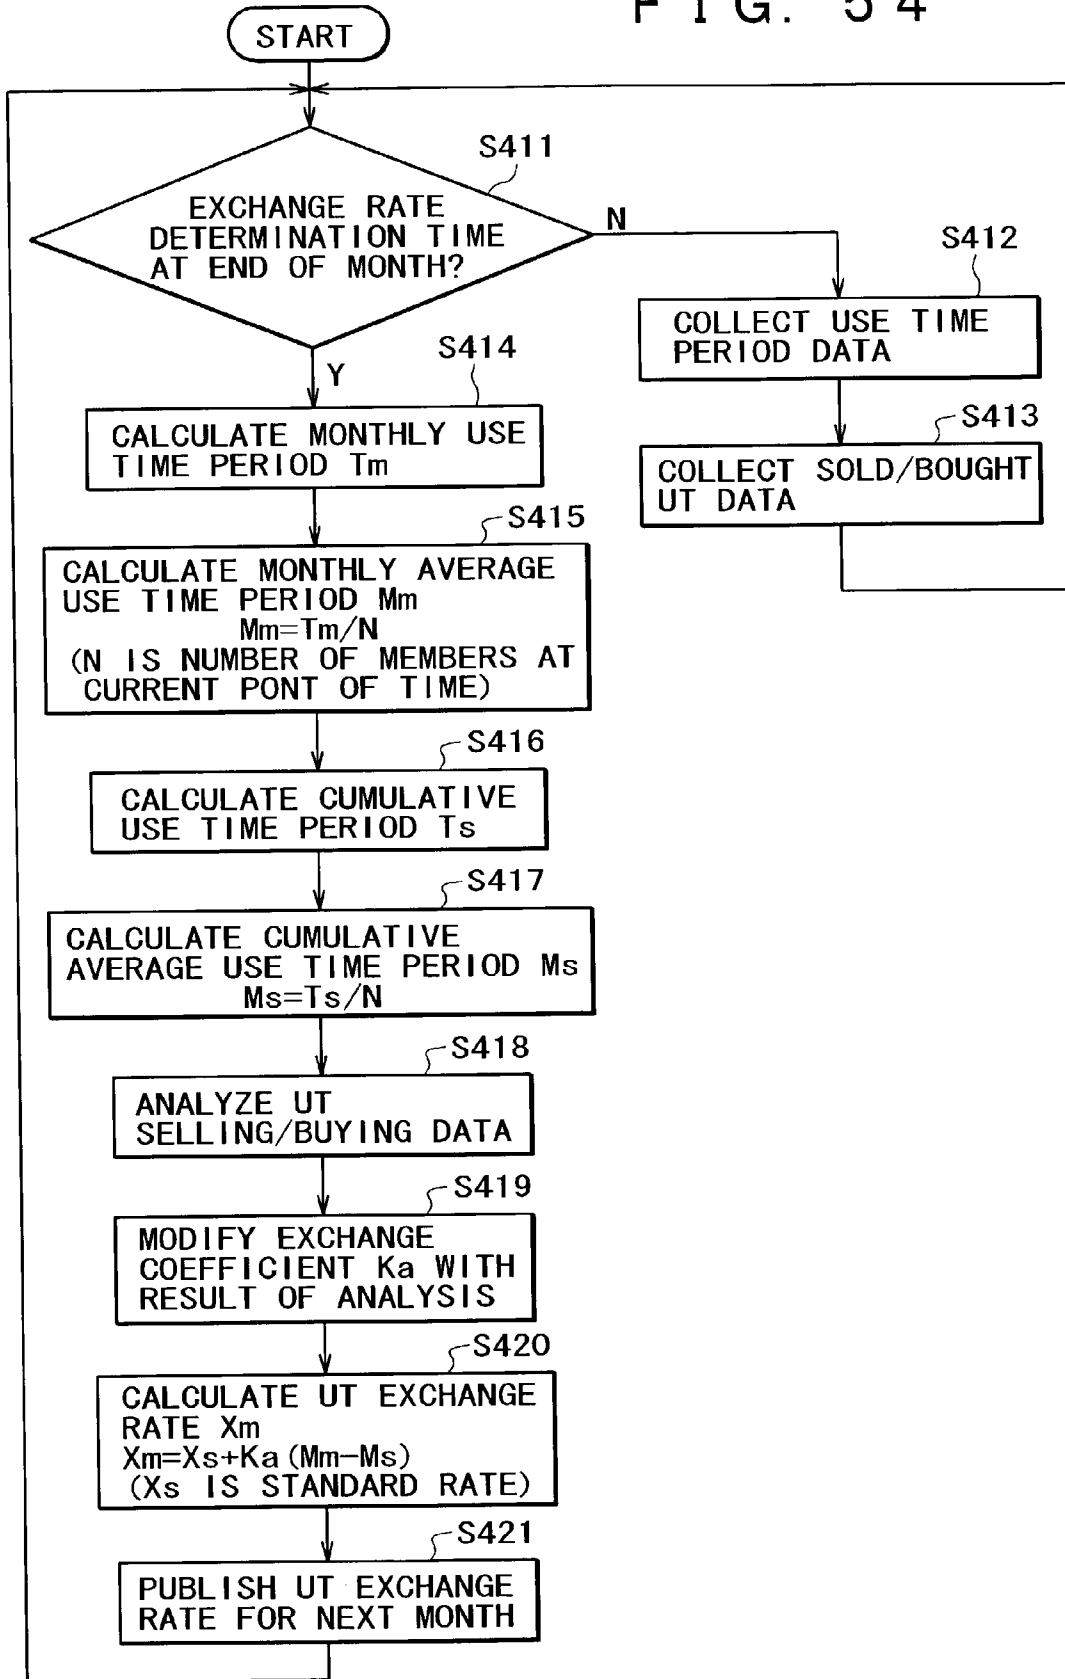 FIG. 54
START
S411
EXCHANGE RATE
DETERMINATION TIME
AT END OF MONTH?
N
S412
COLLECT USE TIME
PERIOD DATA
S413
COLLECT SOLD/BOUGHT
UT DATA
Y
S414
CALCULATE MONTHLY USE
TIME PERIOD Tm
S415
CALCULATE MONTHLY AVERAGE
USE TIME PERIOD Mm
Mm=Tm/N
(N IS NUMBER OF MEMBERS AT
CURRENT PONT OF TIME)
S416
CALCULATE CUMULATIVE
USE TIME PERIOD Ts
S417
CALCULATE CUMULATIVE
AVERAGE USE TIME PERIOD Ms
Ms=Ts/N
S418
ANALYZE UT
SELLING/BUYING DATA
S419
MODIFY EXCHANGE
COEFFICIENT Ka WITH
RESULT OF ANALYSIS
S420
CALCULATE UT EXCHANGE
RATE Xm
Xm=Xs+Ka(Mm-Ms)
(Xs IS STANDARD RATE)
S421
PUBLISH UT EXCHANGE
RATE FOR NEXT MONTH